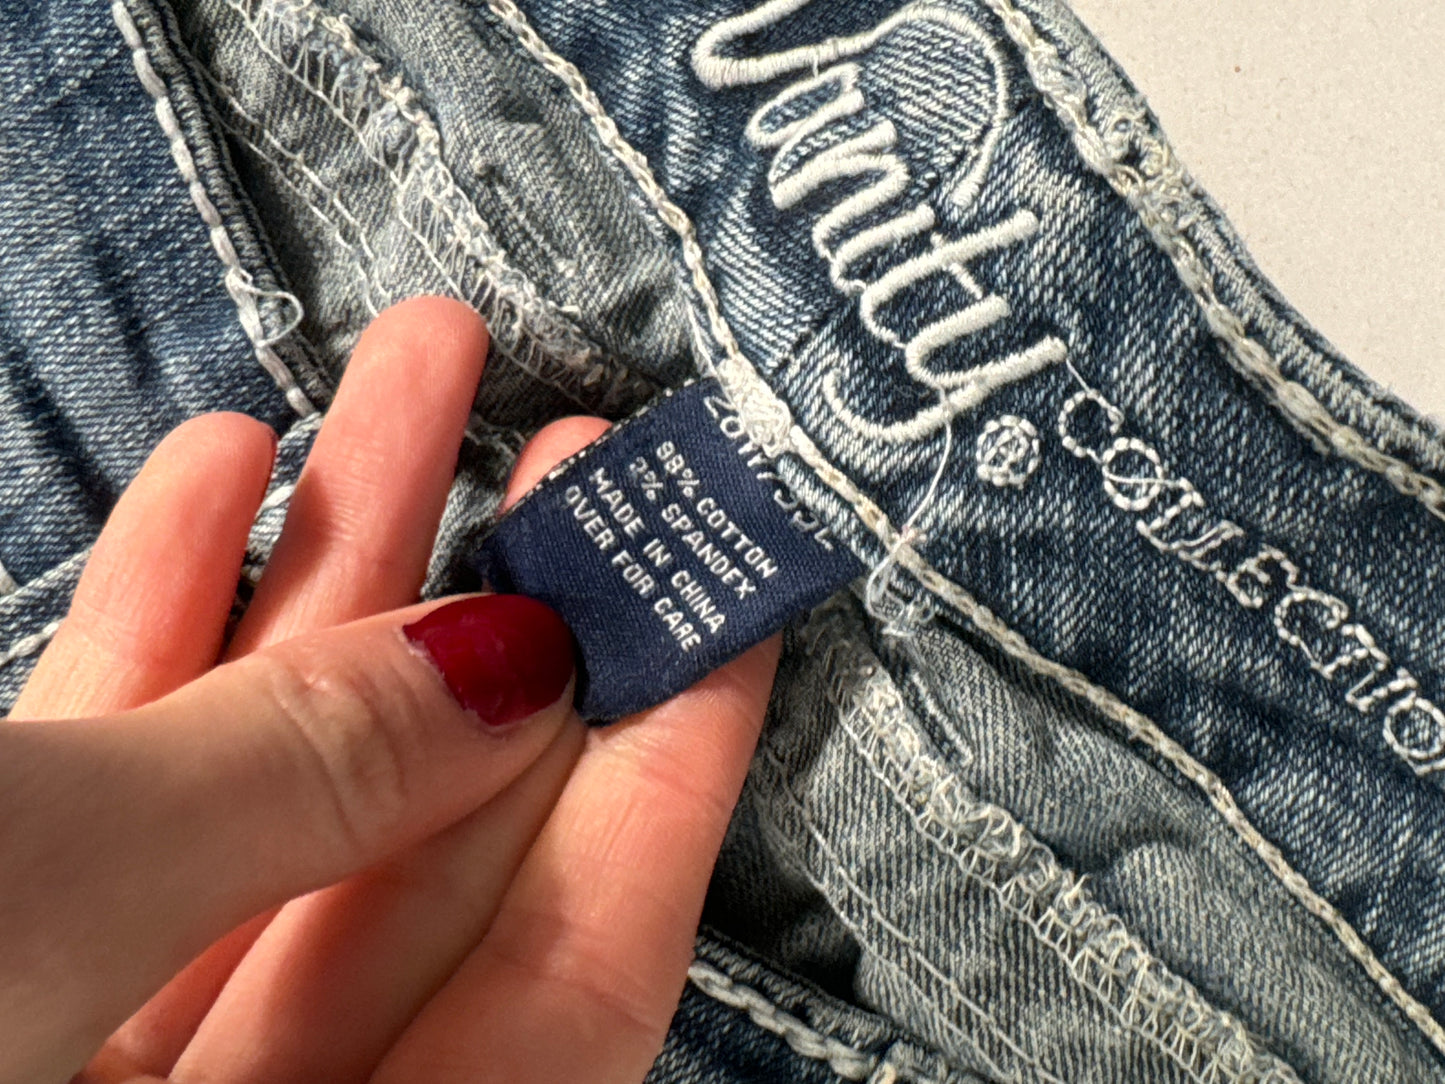 Vanity
®
COLLECTION
98% COTTON
2% SPANDEX
MADE IN CHINA
OVER FOR CARE